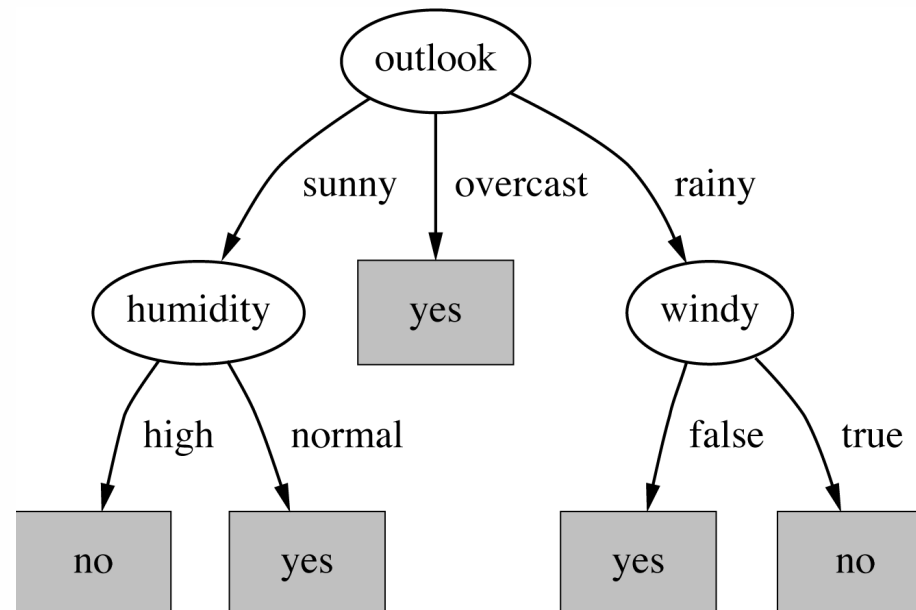 outlook
sunny overcast rainy
humidity yes windy
high normal false true
no yes yes no